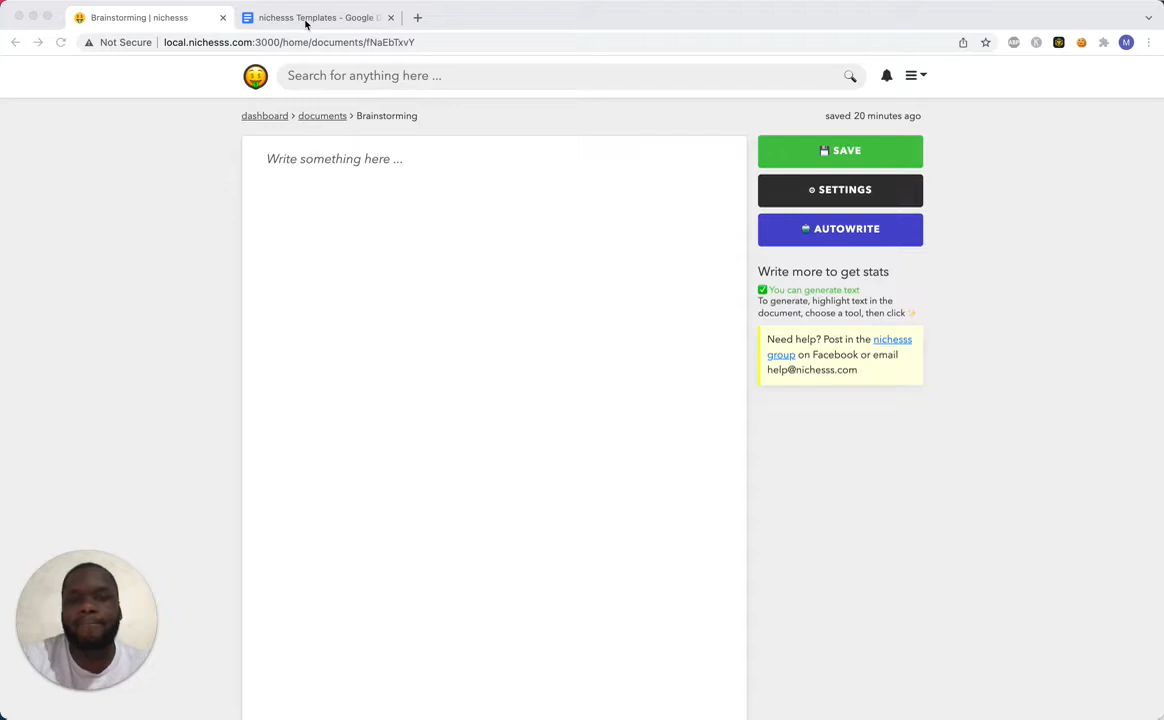 Brainstorming | nichesss
nichesss Templates - Google D
Not Secure
local.nichesss.com:3000/home/documents/fNaEbTxvY
ABP
M
Search for anything here ...
dashboard > documents > Brainstorming
saved 20 minutes ago
Write something here ...
SAVE
SETTINGS
AUTOWRITE
Write more to get stats
You can generate text
To generate, highlight text in the
document, choose a tool, then click
Need help? Post in the nichesss
group on Facebook or email
help@nichesss.com